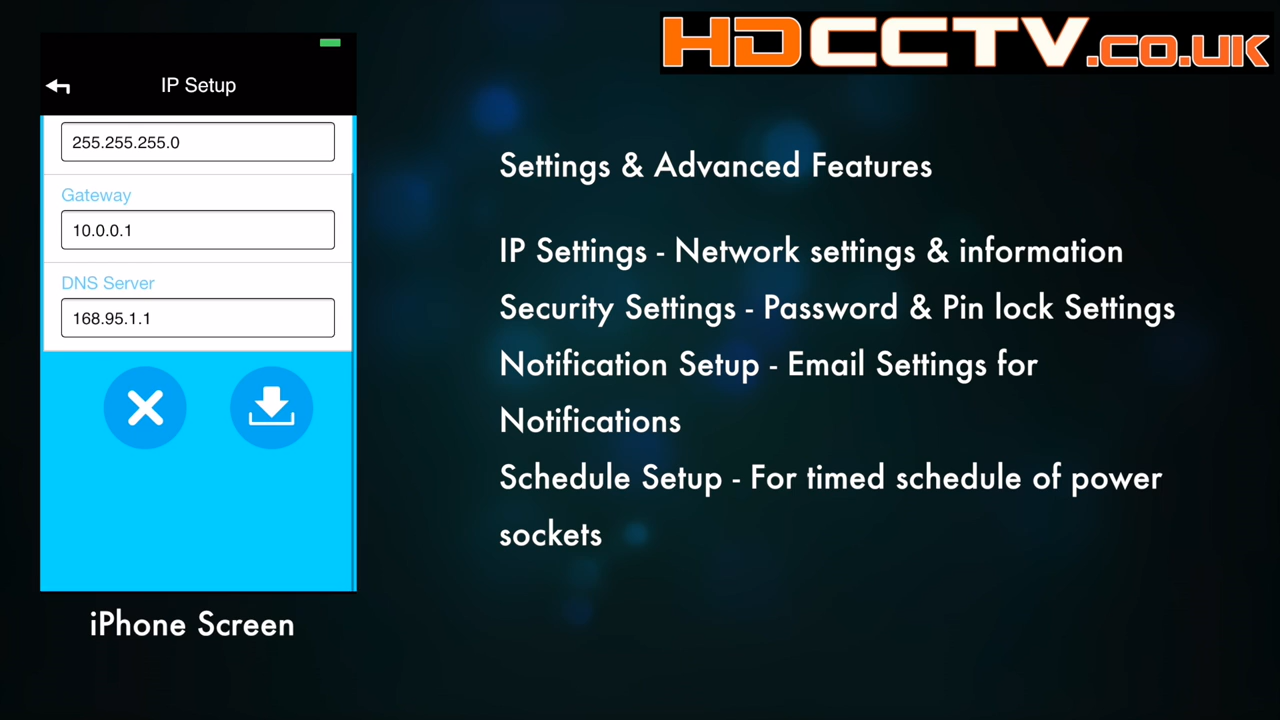 HDCCTV.co.uk
IP Setup
255.255.255.0
Gateway
10.0.0.1
DNS Server
168.95.1.1
iPhone Screen
Settings & Advanced Features
IP Settings - Network settings & information
Security Settings - Password & Pin lock Settings
Notification Setup - Email Settings for
Notifications
Schedule Setup - For timed schedule of power
sockets